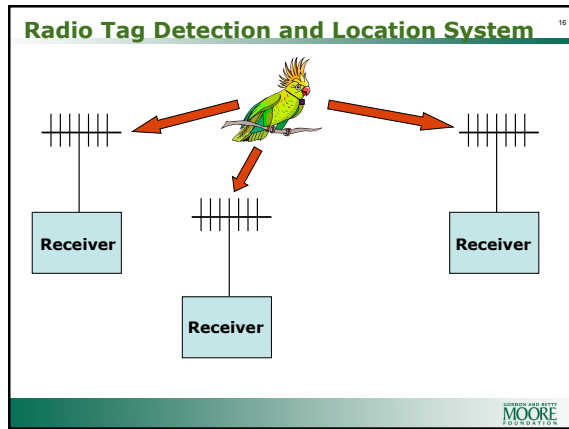 Radio Tag Detection and Location System
16
Receiver
Receiver
Receiver
GORDON AND BETTY
MOORE
FOUNDATION